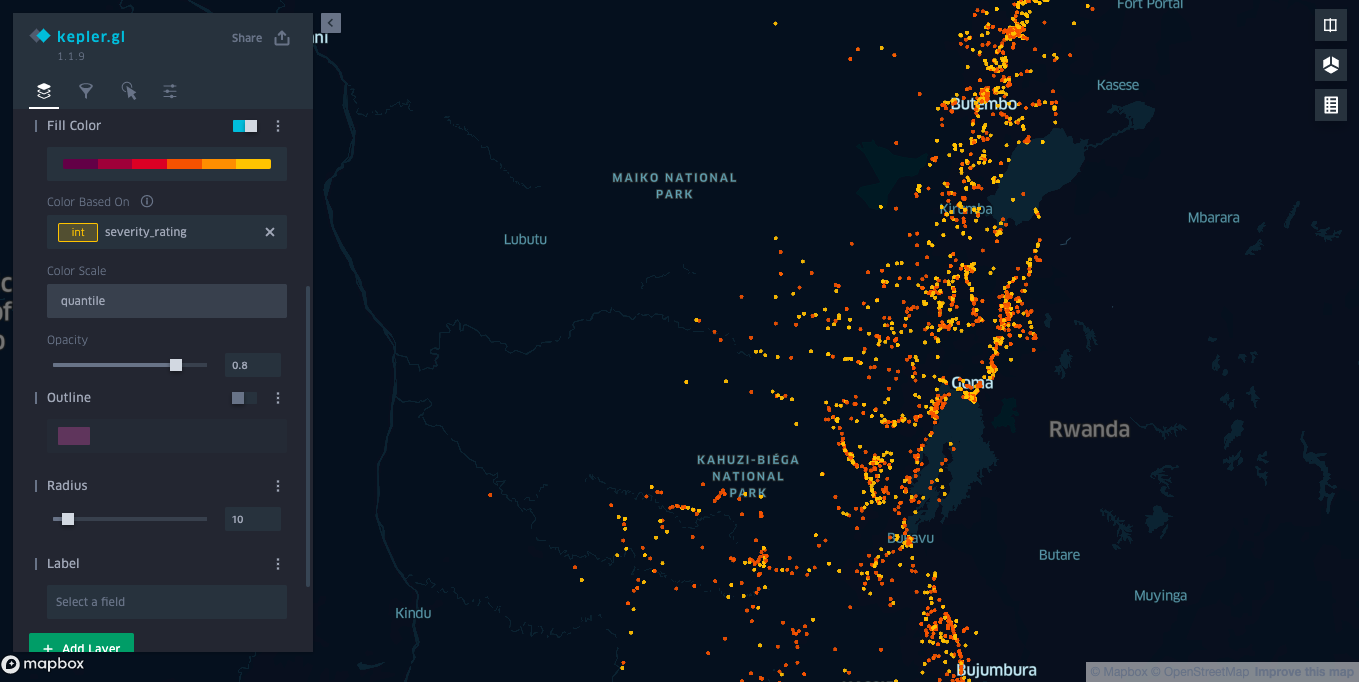 kepler.gl
Share
1.1.9
Fill Color
Color Based On
int severity_rating
Color Scale
quantile
Opacity
0.8
Outline
Radius
10
Label
Select a field
+ Add Layer
mapbox
Fort Portal
Kasese
Butembo
MAIKO NATIONAL
PARK
Kirumba
Mbarara
Lubutu
Goma
Rwanda
KAHUZI-BIÉGA
NATIONAL
PARK
Bukavu
Butare
Muyinga
Kindu
Bujumbura
© Mapbox © OpenStreetMap Improve this map